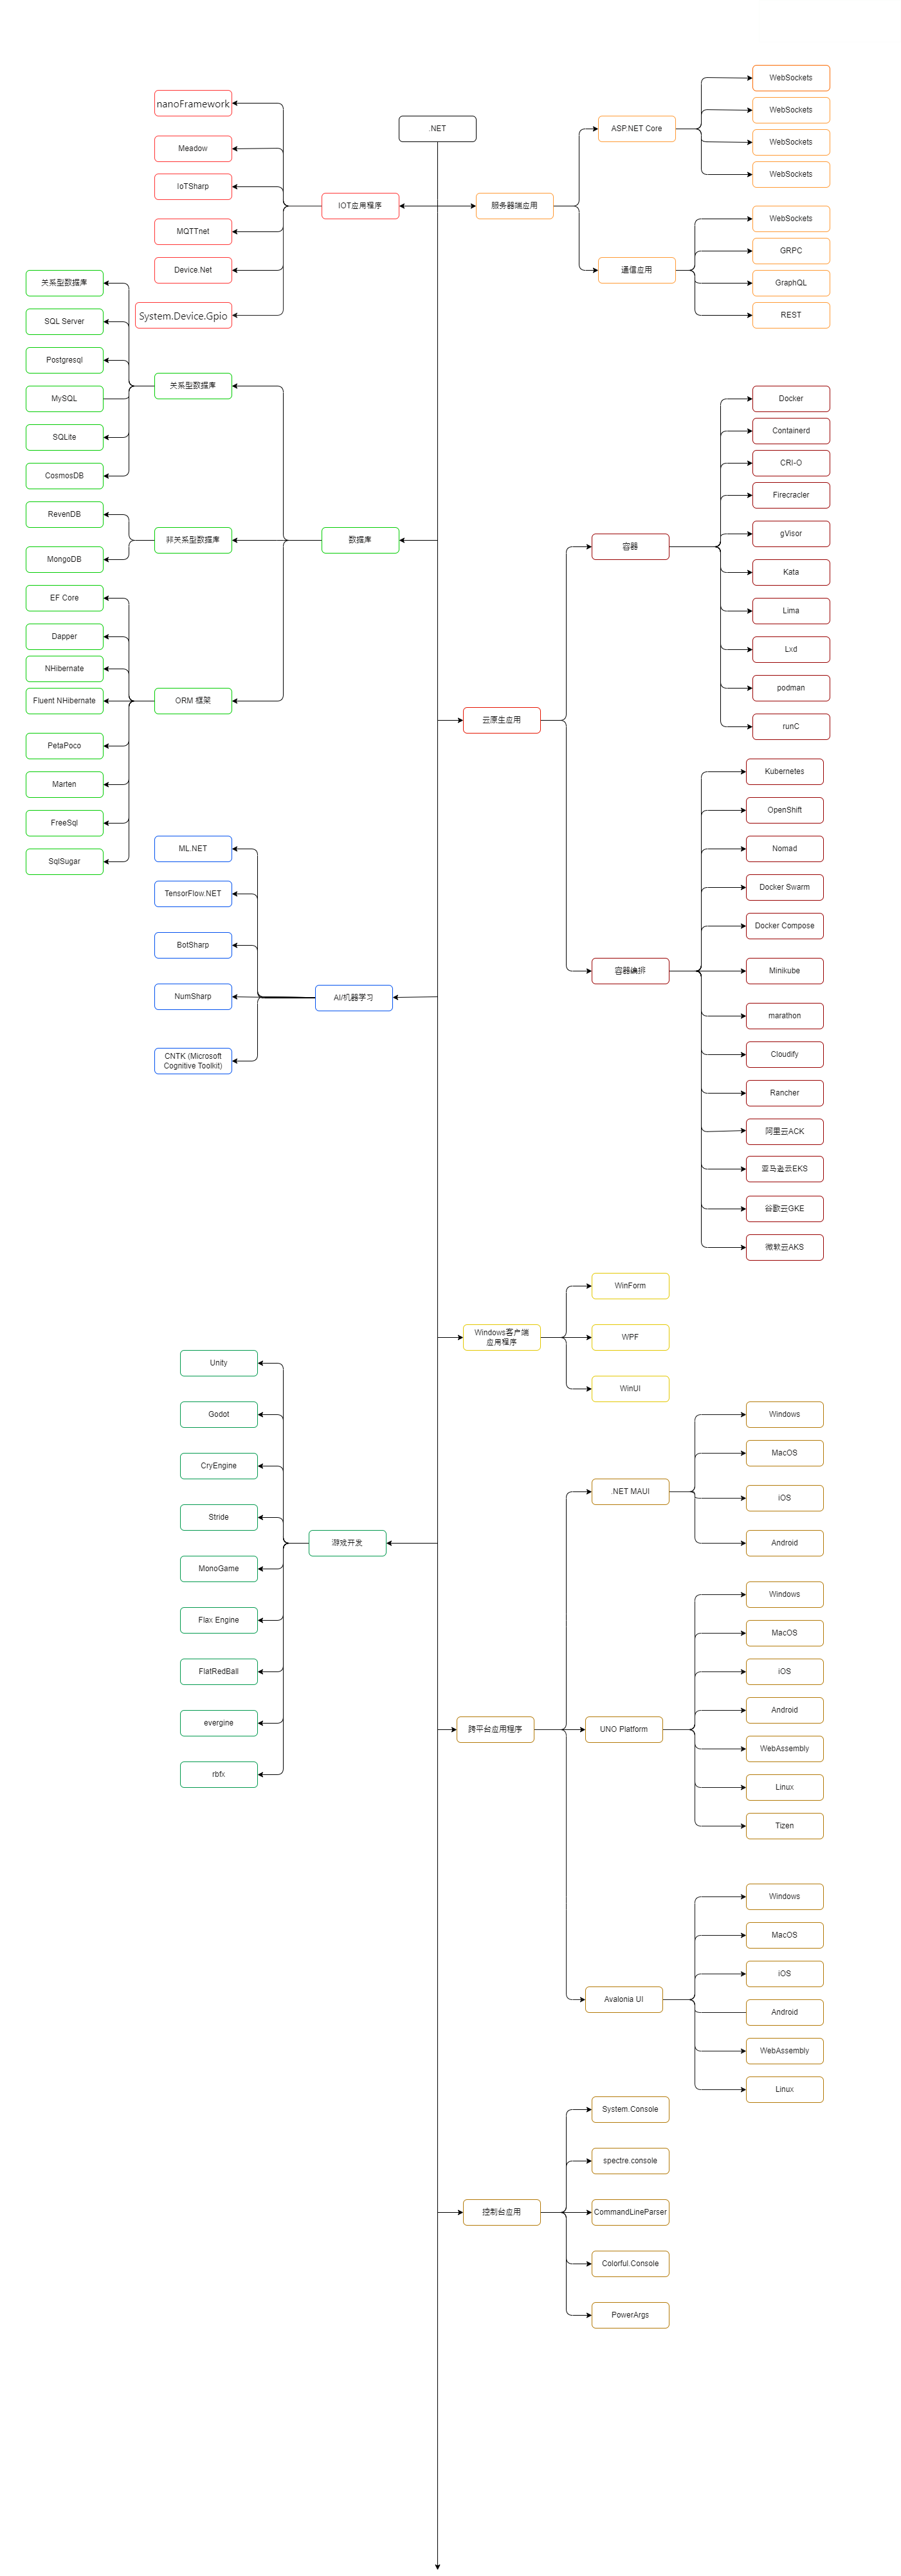 .NET
IOT应用程序
nanoFramework
Meadow
IoTSharp
MQTTnet
Device.Net
System.Device.Gpio
服务器端应用
ASP.NET Core
WebSockets
WebSockets
WebSockets
WebSockets
通信应用
WebSockets
GRPC
GraphQL
REST
数据库
关系型数据库
关系型数据库
SQL Server
Postgresql
MySQL
SQLite
CosmosDB
非关系型数据库
RevenDB
MongoDB
ORM 框架
EF Core
Dapper
NHibernate
Fluent NHibernate
PetaPoco
Marten
FreeSql
SqlSugar
云原生应用
容器
Docker
Containerd
CRI-O
Firecracler
gVisor
Kata
Lima
Lxd
podman
runC
容器编排
Kubernetes
OpenShift
Nomad
Docker Swarm
Docker Compose
Minikube
marathon
Cloudify
Rancher
阿里云ACK
亚马逊云EKS
谷歌云GKE
微软云AKS
AI/机器学习
ML.NET
TensorFlow.NET
BotSharp
NumSharp
CNTK (Microsoft
Cognitive Toolkit)
Windows客户端
应用程序
WinForm
WPF
WinUI
游戏开发
Unity
Godot
CryEngine
Stride
MonoGame
Flax Engine
FlatRedBall
evergine
rbfx
跨平台应用程序
.NET MAUI
Windows
MacOS
iOS
Android
UNO Platform
Windows
MacOS
iOS
Android
WebAssembly
Linux
Tizen
Avalonia UI
Windows
MacOS
iOS
Android
WebAssembly
Linux
控制台应用
System.Console
spectre.console
CommandLineParser
Colorful.Console
PowerArgs